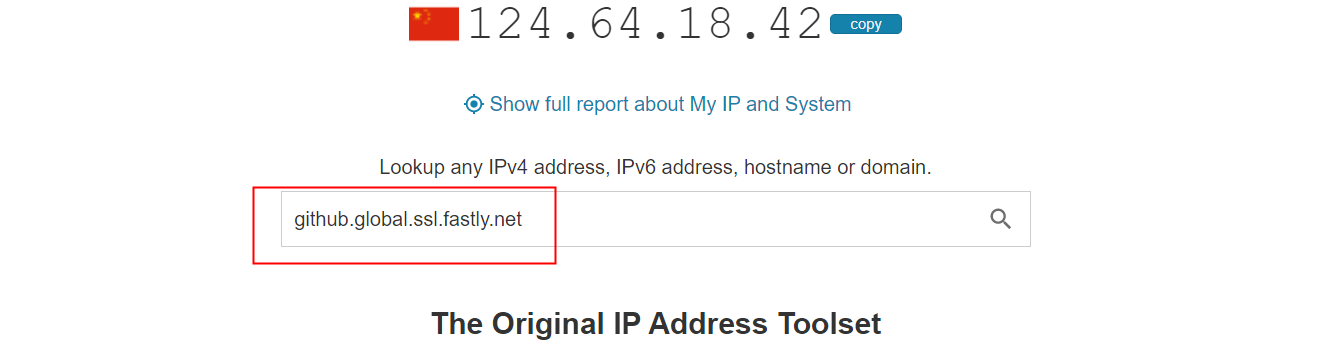 124.64.18.42 copy
Show full report about My IP and System
Lookup any IPv4 address, IPv6 address, hostname or domain.
github.global.ssl.fastly.net
The Original IP Address Toolset